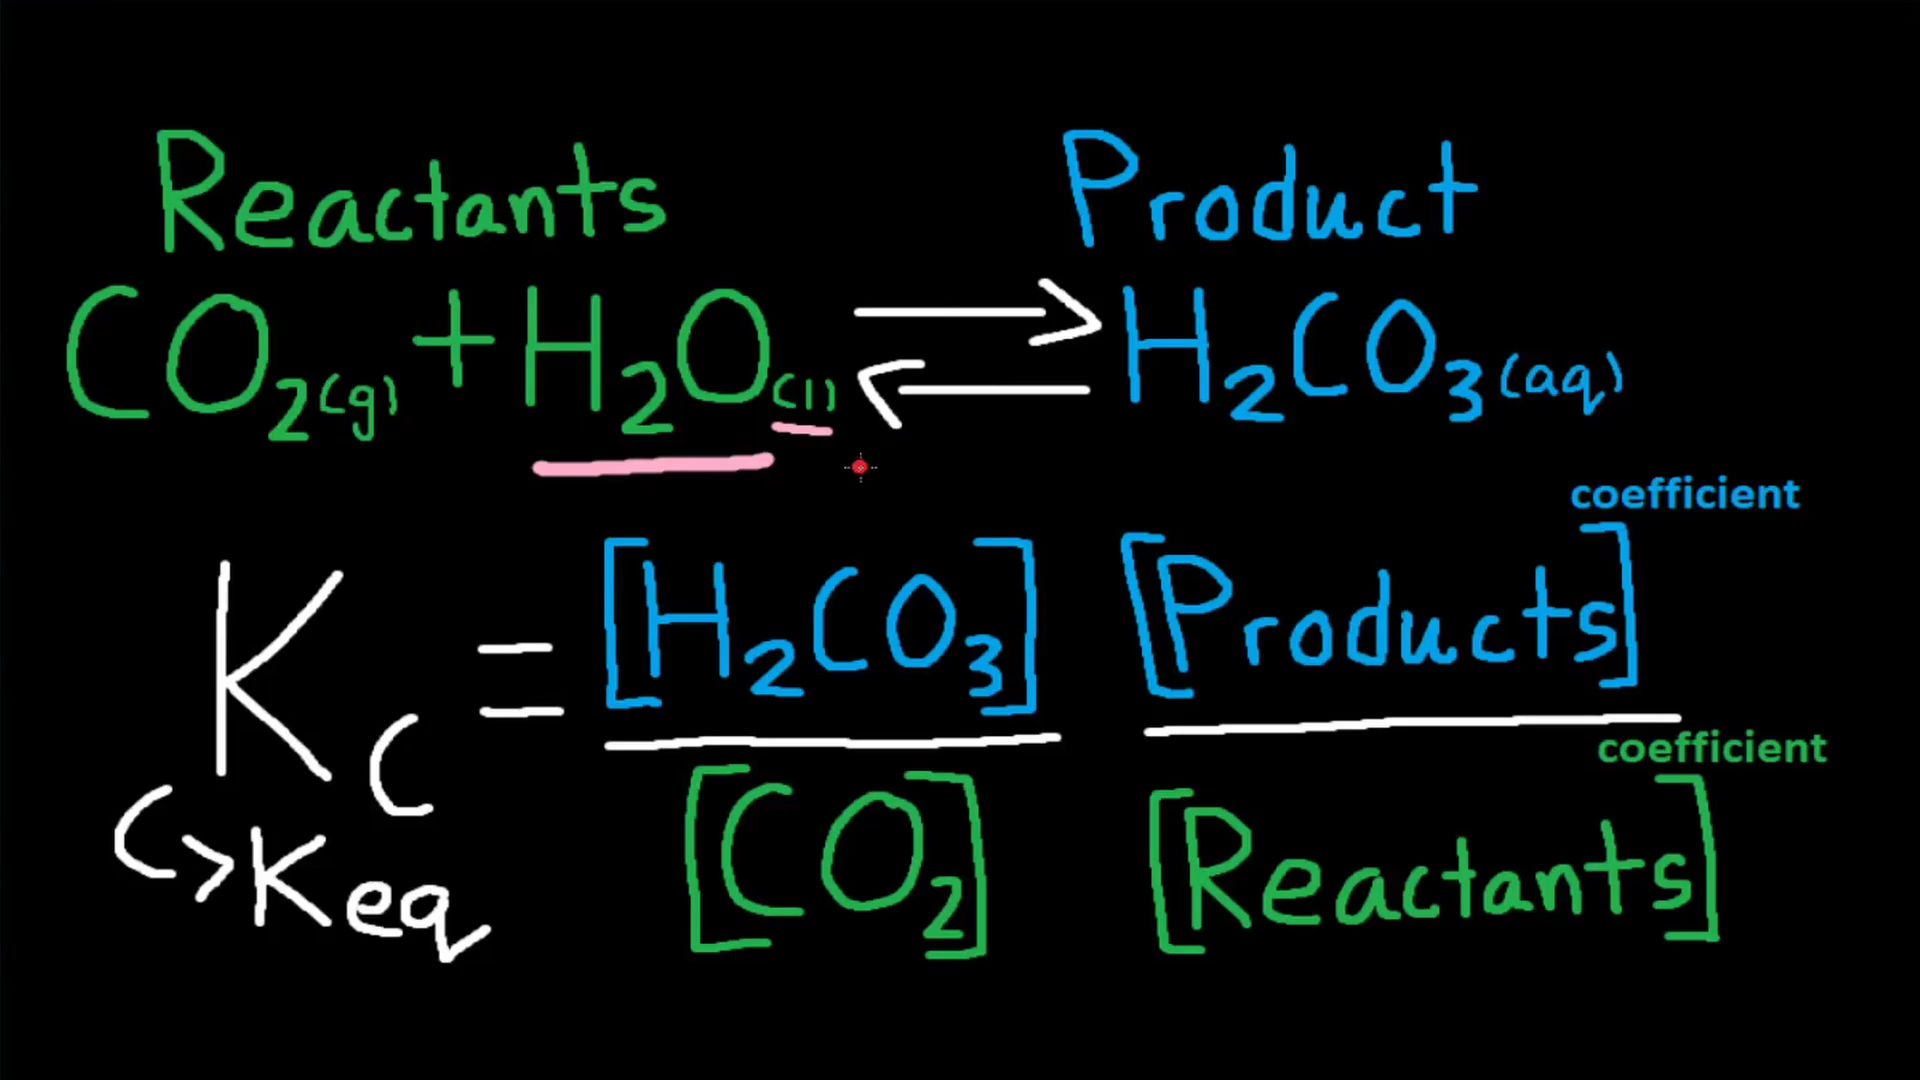 Reactants Product
CO₂(g) + H₂O(l) ⇌ H₂CO₃(aq)
coefficient
Kc = [H₂CO₃] [Products]
coefficient
[CO₂] [Reactants]
Keq